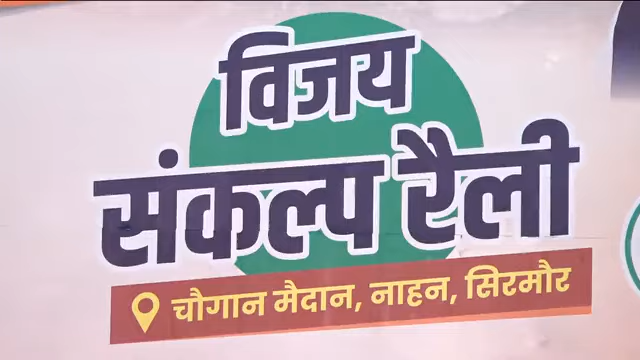 विजय
संकल्प रैली
चौगान मैदान, नाहन, सिरमौर